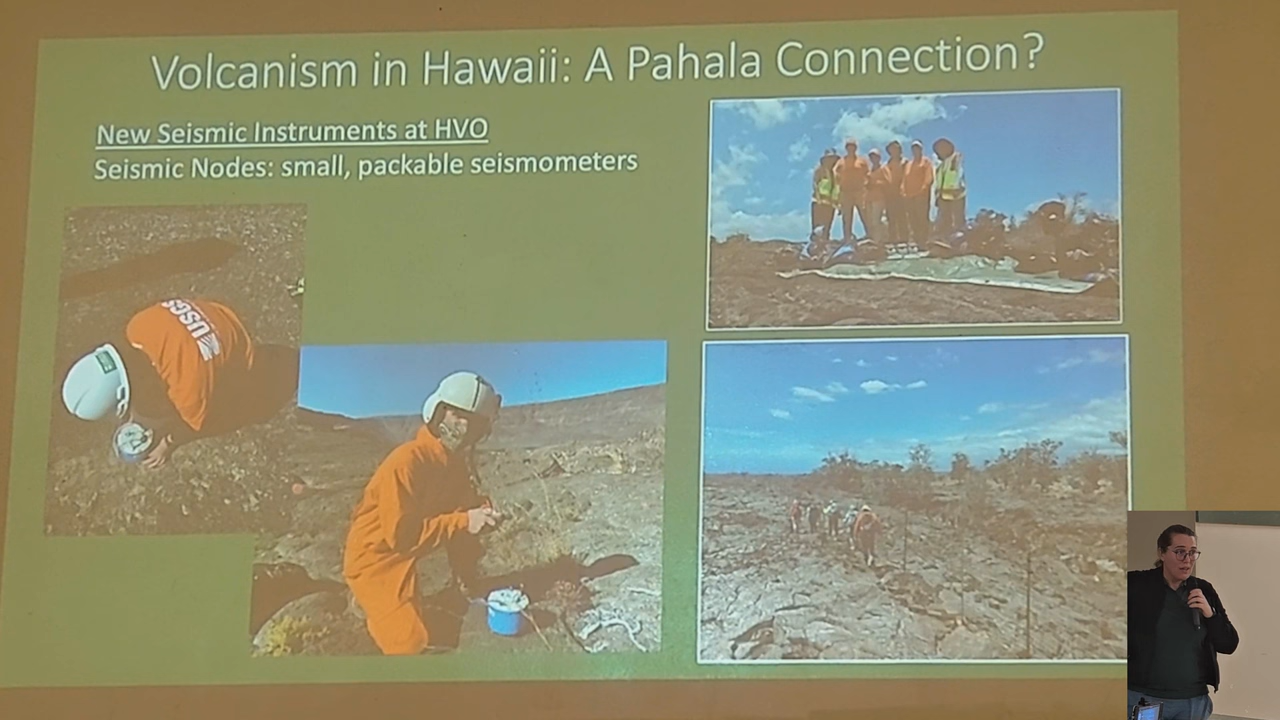 Volcanism in Hawaii: A Pahala Connection?
New Seismic Instruments at HVO
Seismic Nodes: small, packable seismometers
USGS